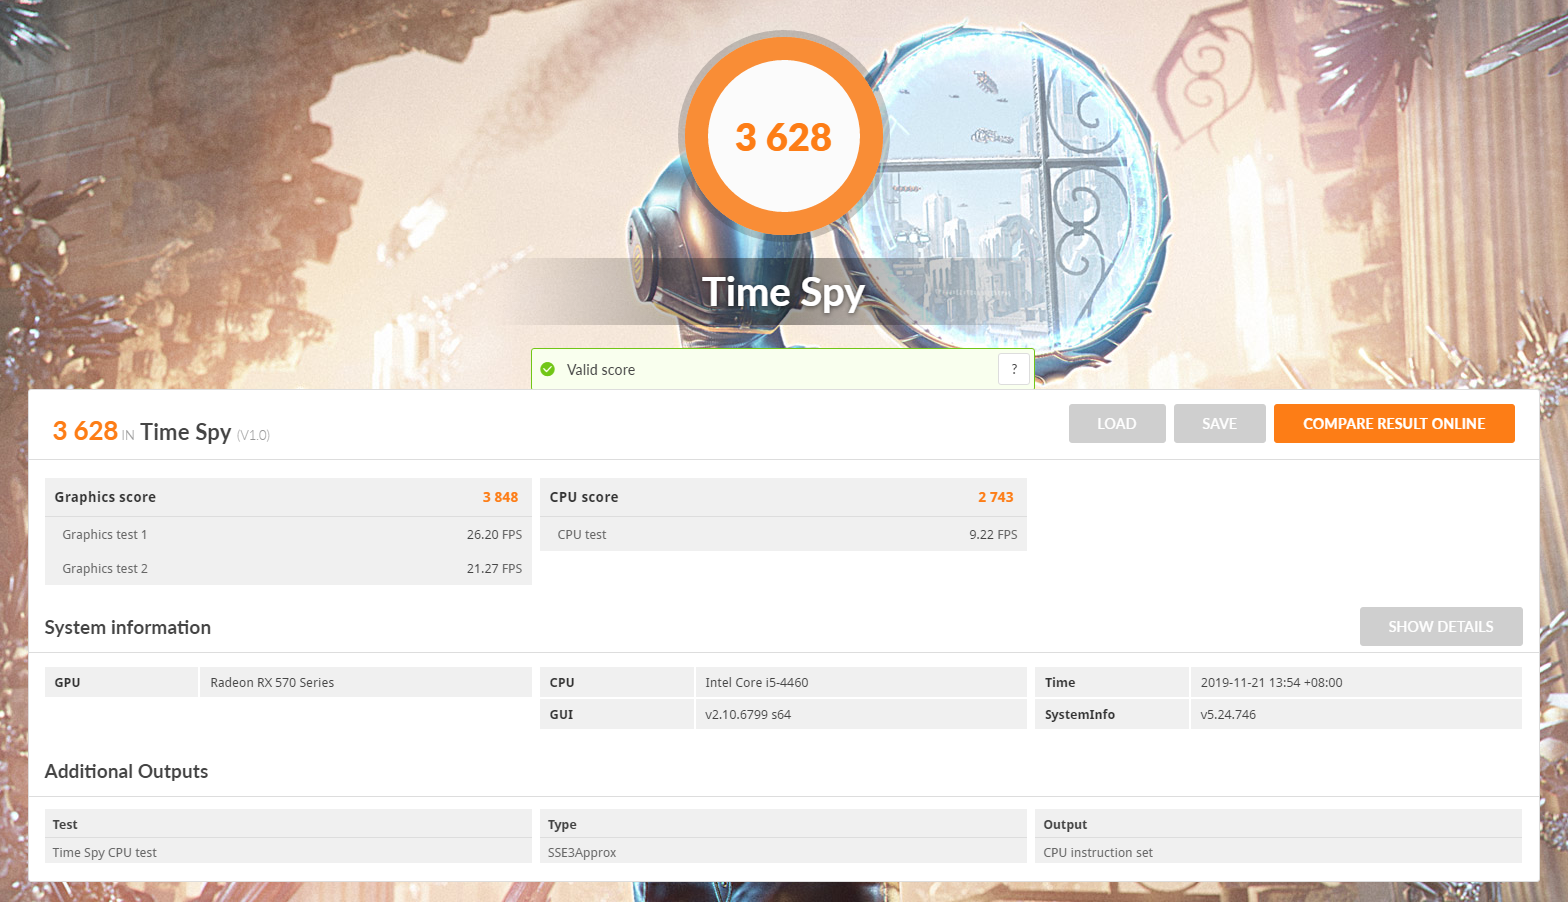 3 628
Time Spy
Valid score ?
3 628 IN Time Spy (V1.0) LOAD SAVE COMPARE RESULT ONLINE
Graphics score 3 848 CPU score 2 743
Graphics test 1 26.20 FPS CPU test 9.22 FPS
Graphics test 2 21.27 FPS
System information SHOW DETAILS
GPU Radeon RX 570 Series CPU Intel Core i5-4460 Time 2019-11-21 13:54 +08:00
GUI v2.10.6799 s64 SystemInfo v5.24.746
Additional Outputs
Test Type Output
Time Spy CPU test SSE3Approx CPU instruction set